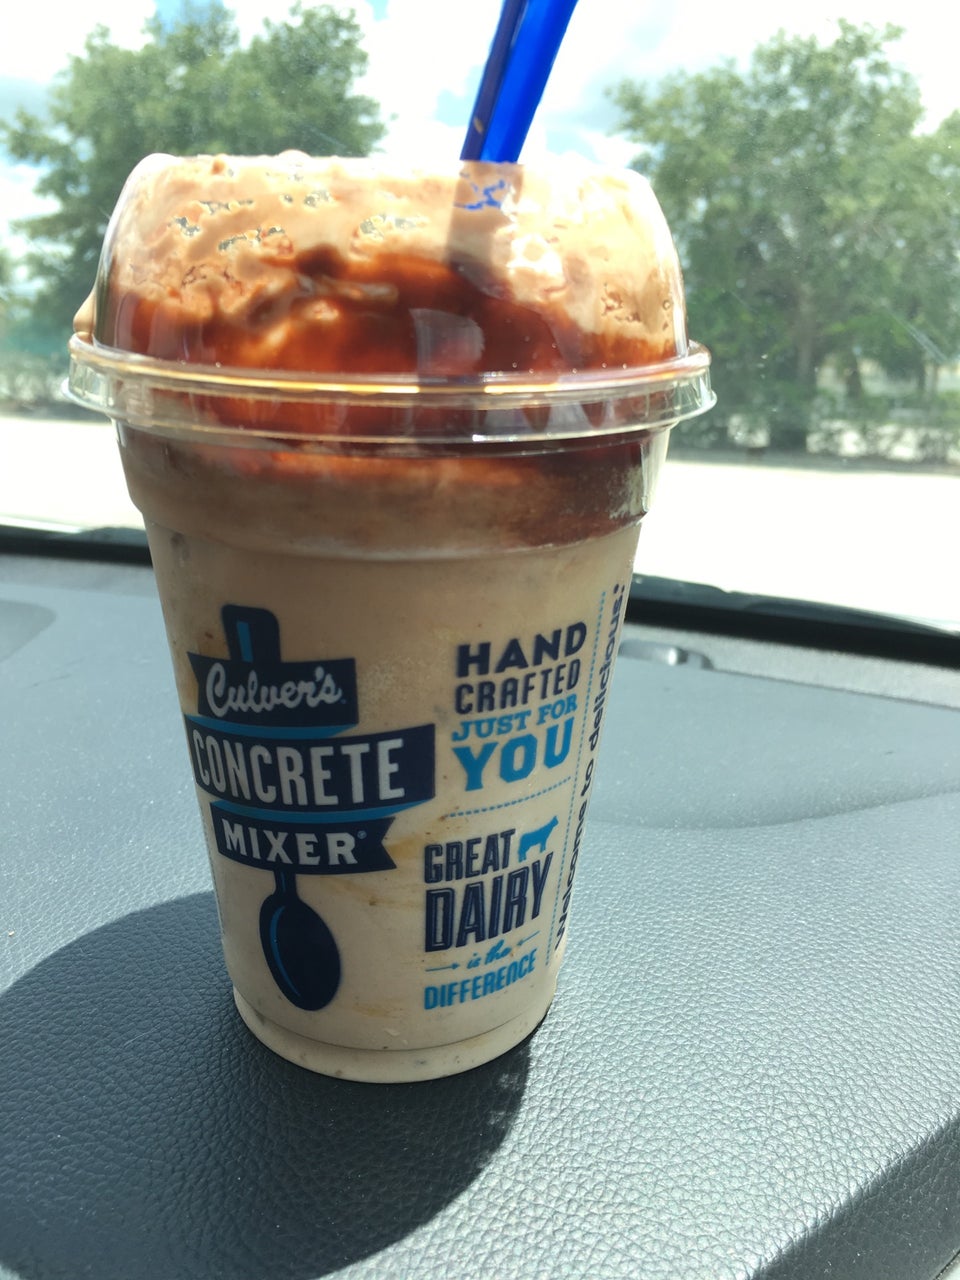 Culver's
CONCRETE
MIXER®
HAND
CRAFTED
JUST FOR
YOU
GREAT
DAIRY
is the
DIFFERENCE
Welcome to delicious.